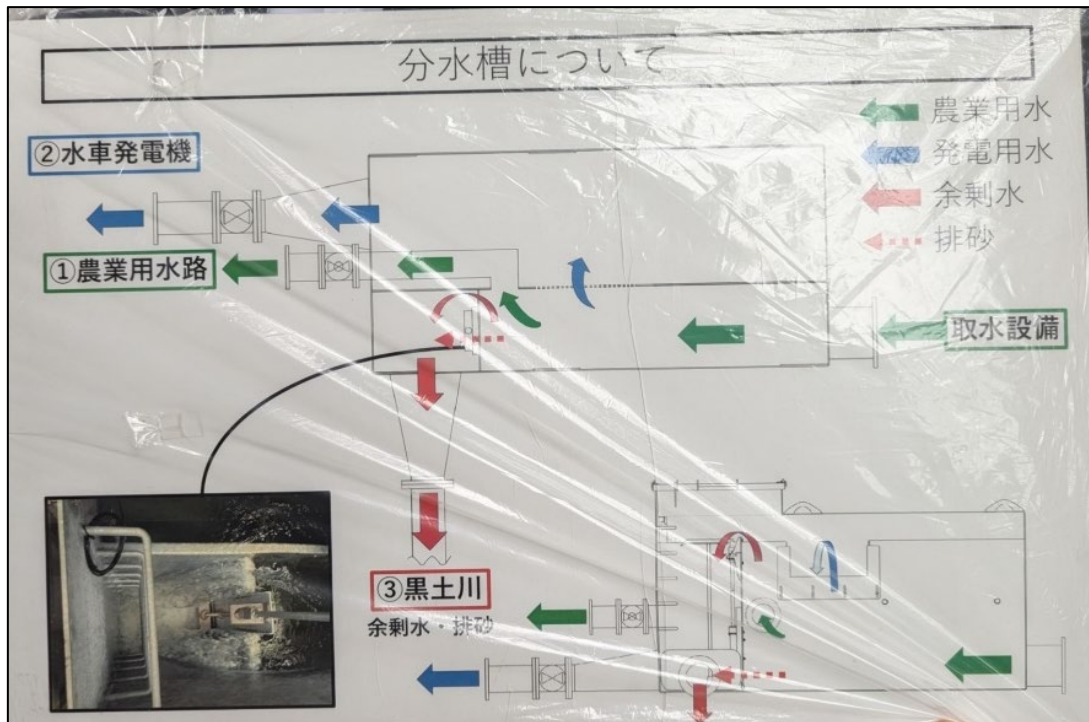 分水槽について
農業用水
発電用水
余剰水
排砂
②水車発電機
①農業用水路
取水設備
③黒土川
余剰水・排砂